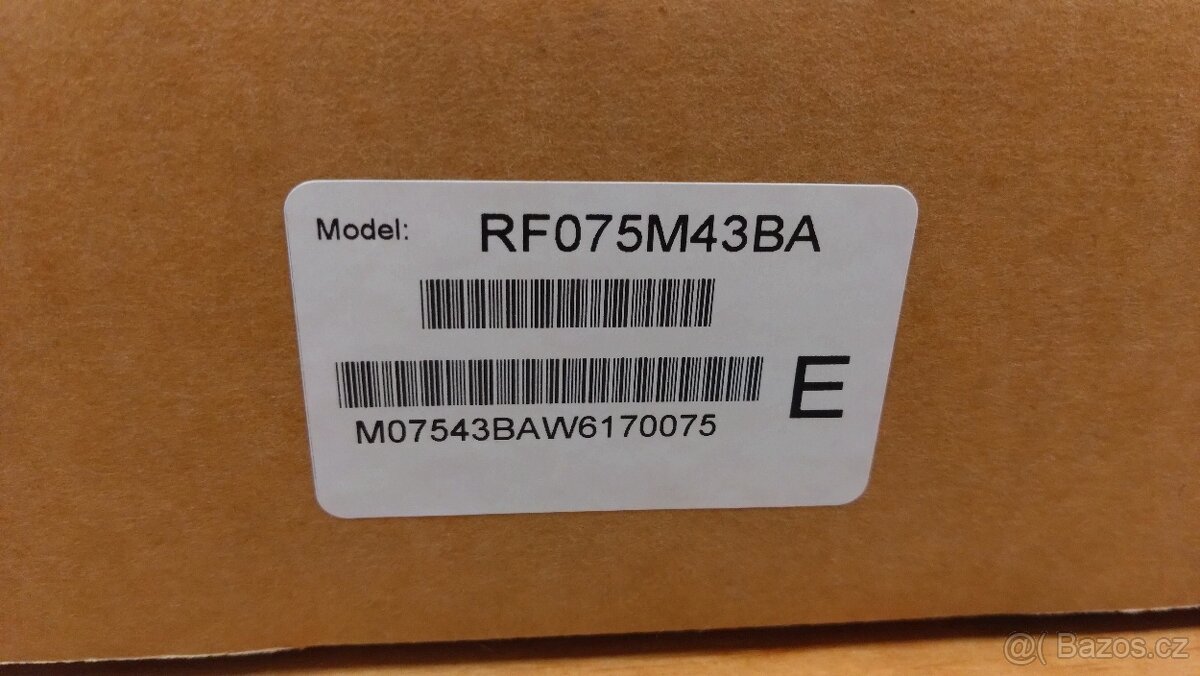 Model: RF075M43BA
E
M07543BAW6170075
@( Bazos.cz